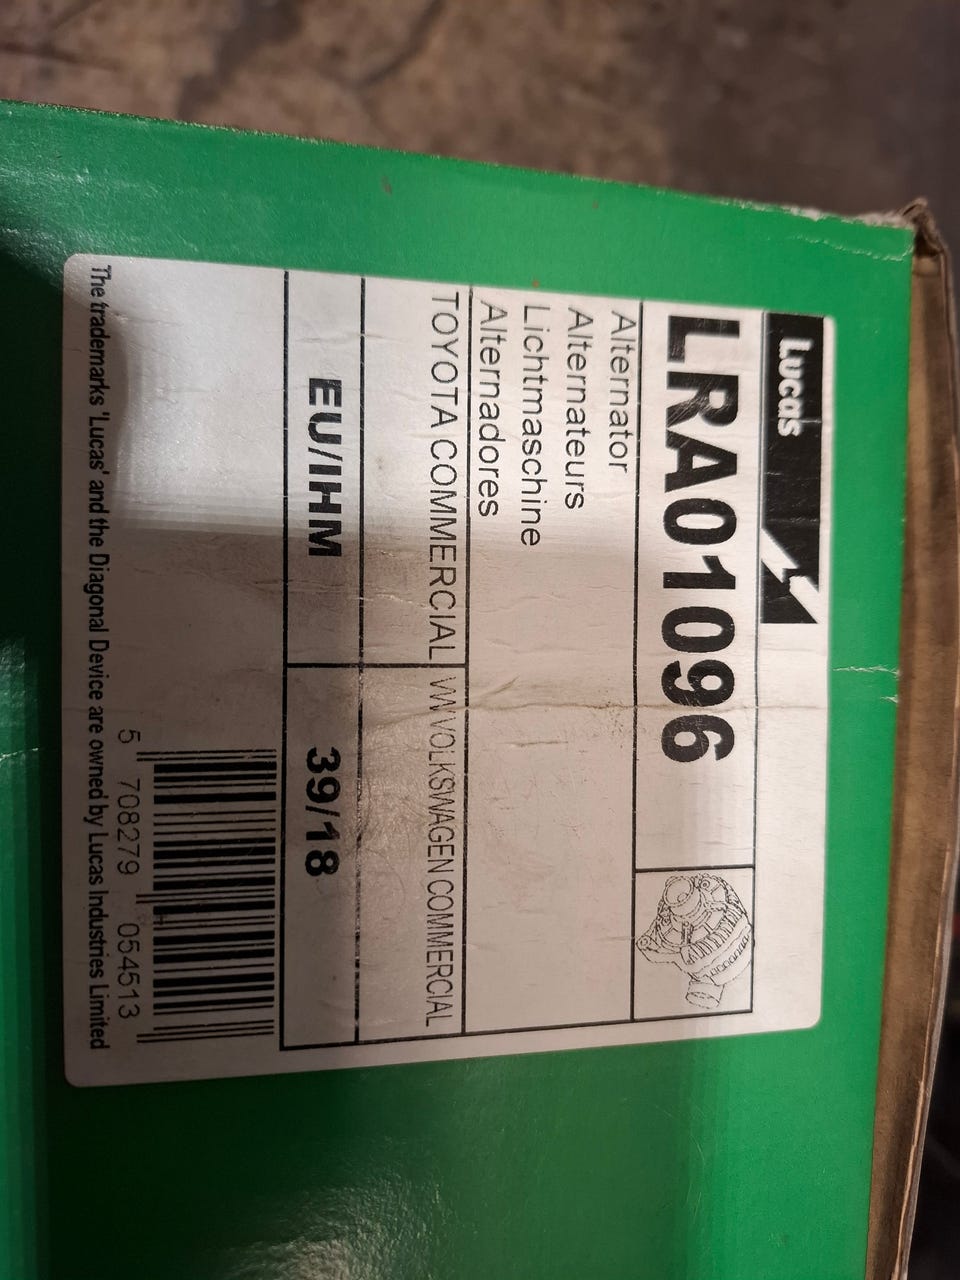 Lucas
LRA01096
Alternator
Alternateurs
Lichtmaschine
Alternadores
TOYOTA COMMERCIAL VW VOLKSWAGEN COMMERCIAL
EU/IHM 39/18
5 708279 054513
The trademarks 'Lucas' and the Diagonal Device are owned by Lucas Industries Limited